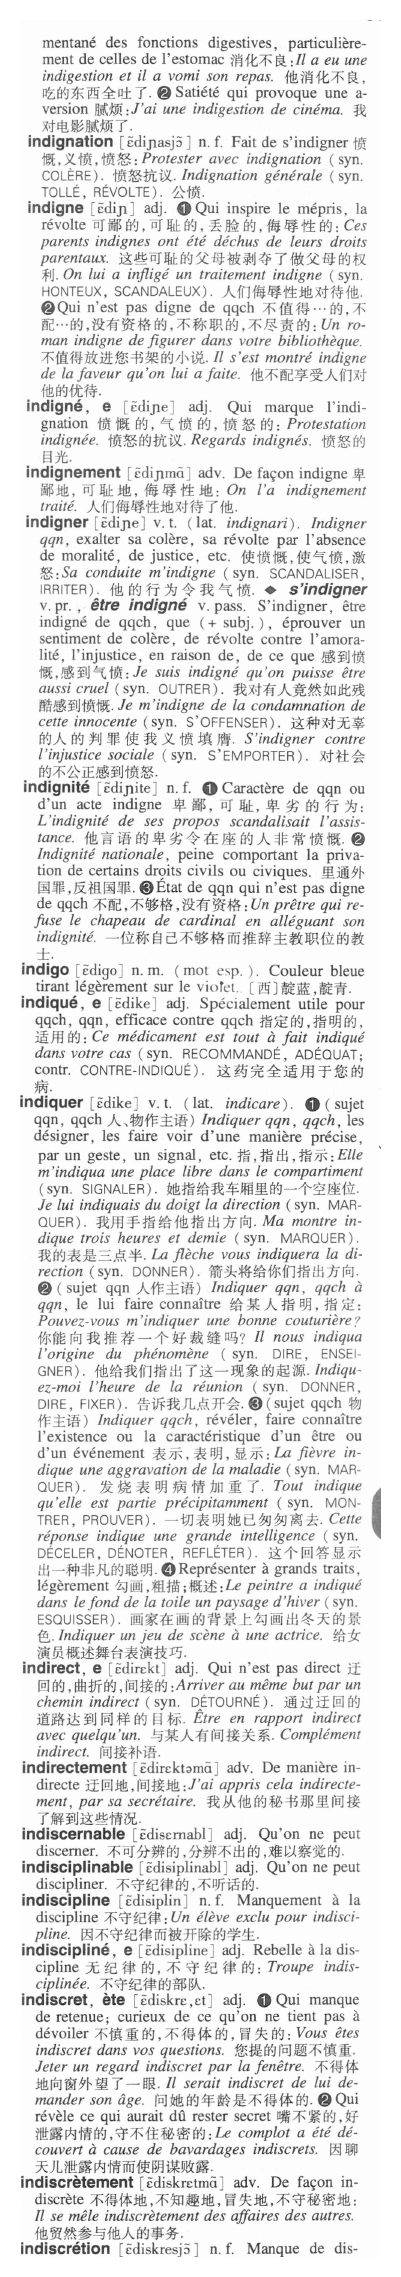 mentané des fonctions digestives, particulière-
ment de celles de l'estomac 消化不良:Il a eu une
indigestion et il a vomi son repas. 他消化不良,
吃的东西全吐了. ❷ Satiété qui provoque une a-
version 腻烦:J'ai une indigestion de cinéma. 我
对电影腻烦了.
indignation [ɛ̃diɲasjɔ̃] n. f. Fait de s'indigner 愤
慨,义愤,愤怒: Protester avec indignation ( syn.
COLÈRE). 愤怒抗议. Indignation générale ( syn.
TOLLÉ, RÉVOLTE). 公愤.
indigne [ɛ̃diɲ] adj. ❶ Qui inspire le mépris, la
révolte 可鄙的,可耻的,丢脸的,侮辱性的: Ces
parents indignes ont été déchus de leurs droits
parentaux. 这些可耻的父母被剥夺了做父母的权
利. On lui a infligé un traitement indigne ( syn.
HONTEUX, SCANDALEUX). 人们侮辱性地对待他.
❷ Qui n'est pas digne de qqch 不值得…的,不
配…的,没有资格的,不称职的,不尽责的: Un ro-
man indigne de figurer dans votre bibliothèque.
不值得放进您书架的小说. Il s'est montré indigne
de la faveur qu'on lui a faite. 他不配享受人们对
他的优待.
indigné, e [ɛ̃diɲe] adj. Qui marque l'indi-
gnation 愤慨的,气愤的,愤怒的: Protestation
indignée. 愤怒的抗议. Regards indignés. 愤怒的
目光.
indignement [ɛ̃diɲmɑ̃] adv. De façon indigne 卑
鄙地,可耻地,侮辱性地: On l'a indignement
traité. 人们侮辱性地对待了他.
indigner [ɛ̃diɲe] v. t. ( lat. indignari). Indigner
qqn, exalter sa colère, sa révolte par l'absence
de moralité, de justice, etc. 使愤慨,使气愤,激
怒:Sa conduite m'indigne ( syn. SCANDALISER,
IRRITER). 他的行为令我气愤. ◆ s'indigner
v. pr. , être indigné v. pass. S'indigner, être
indigné de qqch, que ( + subj. ), éprouver un
sentiment de colère, de révolte contre l'amora-
lité, l'injustice, en raison de, de ce que 感到愤
慨,感到气愤: Je suis indigné qu'on puisse être
aussi cruel ( syn. OUTRER). 我对有人竟然如此残
酷感到愤慨. Je m'indigne de la condamnation de
cette innocente ( syn. S'OFFENSER). 这种对无辜
的人的判罪使我义愤填膺. S'indigner contre
l'injustice sociale ( syn. S'EMPORTER). 对社会
的不公正感到愤怒.
indignité [ɛ̃diɲite] n. f. ❶ Caractère de qqn ou
d'un acte indigne 卑鄙,可耻,卑劣的行为:
L'indignité de ses propos scandalisait l'assis-
tance. 他言语的卑劣令在座的人非常愤慨. ❷
Indignité nationale, peine comportant la priva-
tion de certains droits civils ou civiques. 里通外
国罪,反祖国罪. ❸ État de qqn qui n'est pas digne
de qqch 不配,不够格,没有资格: Un prêtre qui re-
fuse le chapeau de cardinal en alléguant son
indignité. 一位称自己不够格而推辞主教职位的教
士.
indigo [ɛ̃digo] n. m. ( mot esp. ). Couleur bleue
tirant légèrement sur le violet. 〔西〕靛蓝,靛青.
indiqué, e [ɛ̃dike] adj. Spécialement utile pour
qqch, qqn, efficace contre qqch 指定的,指明的,
适用的: Ce médicament est tout à fait indiqué
dans votre cas ( syn. RECOMMANDÉ, ADÉQUAT;
contr. CONTRE-INDIQUÉ). 这药完全适用于您的
病.
indiquer [ɛ̃dike] v. t. ( lat. indicare). ❶ ( sujet
qqn, qqch 人、物作主语) Indiquer qqn, qqch, les
désigner, les faire voir d'une manière précise,
par un geste, un signal, etc. 指,指出,指示: Elle
m'indiqua une place libre dans le compartiment
( syn. SIGNALER). 她指给我车厢里的一个空座位.
Je lui indiquais du doigt la direction ( syn. MAR-
QUER). 我用手指给他指出方向. Ma montre in-
dique trois heures et demie ( syn. MARQUER).
我的表是三点半. La flèche vous indiquera la di-
rection ( syn. DONNER). 箭头将给你们指出方向.
❷ ( sujet qqn 人作主语) Indiquer qqn, qqch à
qqn, le lui faire connaître 给某人指明,指定:
Pouvez-vous m'indiquer une bonne couturière?
你能向我推荐一个好裁缝吗? Il nous indiqua
l'origine du phénomène ( syn. DIRE, ENSEI-
GNER). 他给我们指出了这一现象的起源. Indiqu-
ez-moi l'heure de la réunion ( syn. DONNER,
DIRE, FIXER). 告诉我几点开会. ❸ ( sujet qqch 物
作主语) Indiquer qqch, révéler, faire connaître
l'existence ou la caractéristique d'un être ou
d'un événement 表示,表明,显示: La fièvre in-
dique une aggravation de la maladie ( syn. MAR-
QUER). 发烧表明病情加重了. Tout indique
qu'elle est partie précipitamment ( syn. MON-
TRER, PROUVER). 一切表明她已匆匆离去. Cette
réponse indique une grande intelligence ( syn.
DÉCELER, DÉNOTER, REFLÉTER). 这个回答显示
出一种非凡的聪明. ❹ Représenter à grands traits,
légèrement 勾画,粗描;概述: Le peintre a indiqué
dans le fond de la toile un paysage d'hiver ( syn.
ESQUISSER). 画家在画的背景上勾画出冬天的景
色. Indiquer un jeu de scène à une actrice. 给女
演员概述舞台表演技巧.
indirect, e [ɛ̃dirɛkt] adj. Qui n'est pas direct 迂
回的,曲折的,间接的: Arriver au même but par un
chemin indirect ( syn. DÉTOURNÉ). 通过迂回的
道路达到同样的目标. Être en rapport indirect
avec quelqu'un. 与某人有间接关系. Complément
indirect. 间接补语.
indirectement [ɛ̃dirɛktəmɑ̃] adv. De manière in-
directe 迂回地,间接地: J'ai appris cela indirecte-
ment, par sa secrétaire. 我从他的秘书那里间接
了解到这些情况.
indiscernable [ɛ̃disɛrnabl] adj. Qu'on ne peut
discerner. 不可分辨的,分辨不出的,难以察觉的.
indisciplinable [ɛ̃disiplinabl] adj. Qu'on ne peut
discipliner. 不守纪律的,不听话的.
indiscipline [ɛ̃disiplin] n. f. Manquement à la
discipline 不守纪律: Un élève exclu pour indisci-
pline. 因不守纪律而被开除的学生.
indiscipliné, e [ɛ̃disipline] adj. Rebelle à la dis-
cipline 无纪律的,不守纪律的: Troupe indis-
ciplinée. 不守纪律的部队.
indiscret, ète [ɛ̃diskrɛ,ɛt] adj. ❶ Qui manque
de retenue; curieux de ce qu'on ne tient pas à
dévoiler 不慎重的,不得体的,冒失的: Vous êtes
indiscret dans vos questions. 您提的问题不慎重.
Jeter un regard indiscret par la fenêtre. 不得体
地向窗外望了一眼. Il serait indiscret de lui de-
mander son âge. 问她的年龄是不得体的. ❷ Qui
révèle ce qui aurait dû rester secret 嘴不紧的,好
泄露内情的,守不住秘密的: Le complot a été dé-
couvert à cause de bavardages indiscrets. 因聊
天儿泄露内情而使阴谋败露.
indiscrètement [ɛ̃diskrɛtmɑ̃] adv. De façon in-
discrète 不得体地,不知趣地,冒失地,不守秘密地:
Il se mêle indiscrètement des affaires des autres.
他贸然参与他人的事务.
indiscrétion [ɛ̃diskresjɔ̃] n. f. Manque de dis-